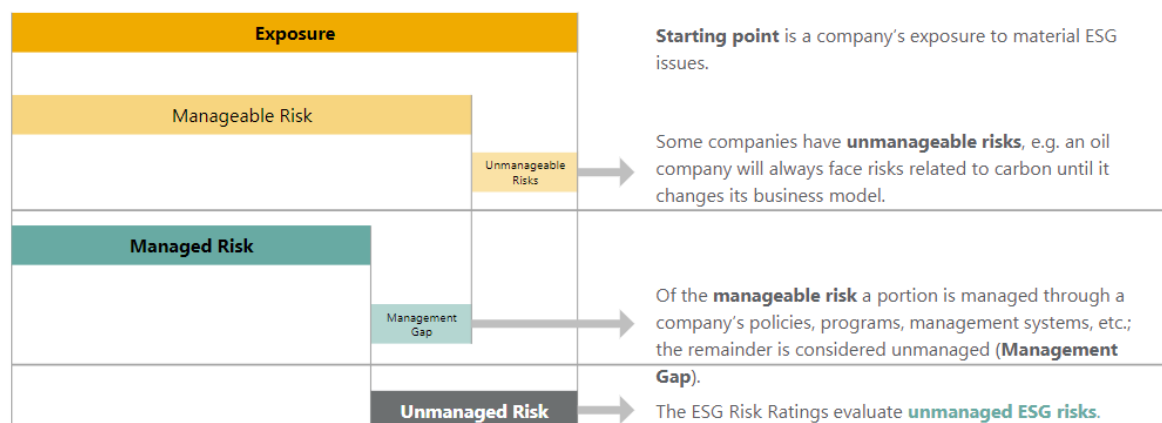 Exposure
Starting point is a company's exposure to material ESG
issues.
Manageable Risk
Unmanageable
Risks
Some companies have unmanageable risks, e.g. an oil
company will always face risks related to carbon until it
changes its business model.
Managed Risk
Management
Gap
Of the manageable risk a portion is managed through a
company's policies, programs, management systems, etc.;
the remainder is considered unmanaged (Management
Gap).
Unmanaged Risk
The ESG Risk Ratings evaluate unmanaged ESG risks.